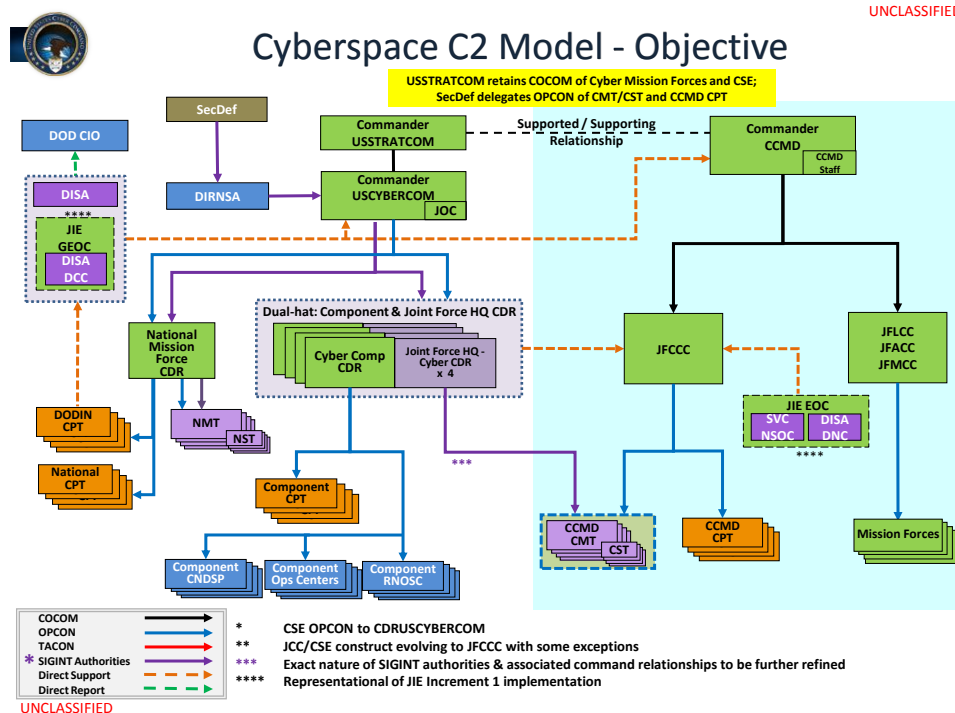 UNCLASSIFIED
Cyberspace C2 Model - Objective
USSTRATCOM retains COCOM of Cyber Mission Forces and CSE;
SecDef delegates OPCON of CMT/CST and CCMD CPT
SecDef
DOD CIO
Commander
USSTRATCOM
Supported / Supporting
Relationship
Commander
CCMD
CCMD
Staff
DISA
****
JIE
GEOC
DISA
DCC
DIRNSA
Commander
USCYBERCOM
JOC
National
Mission
Force
CDR
Dual-hat: Component & Joint Force HQ CDR
Cyber Comp
CDR
Joint Force HQ -
Cyber CDR
x 4
JFCCC
JFLCC
JFACC
JFMCC
DODIN
CPT
NMT
NST
JIE EOC
SVC
NSOC
DISA
DNC
****
***
National
CPT
Component
CPT
CCMD
CMT
CST
CCMD
CPT
Mission Forces
Component
CNDSP
Component
Ops Centers
Component
RNOSC
COCOM
OPCON
TACON
* SIGINT Authorities
Direct Support
Direct Report
* CSE OPCON to CDRUSCYBERCOM
** JCC/CSE construct evolving to JFCCC with some exceptions
*** Exact nature of SIGINT authorities & associated command relationships to be further refined
**** Representational of JIE Increment 1 implementation
UNCLASSIFIED